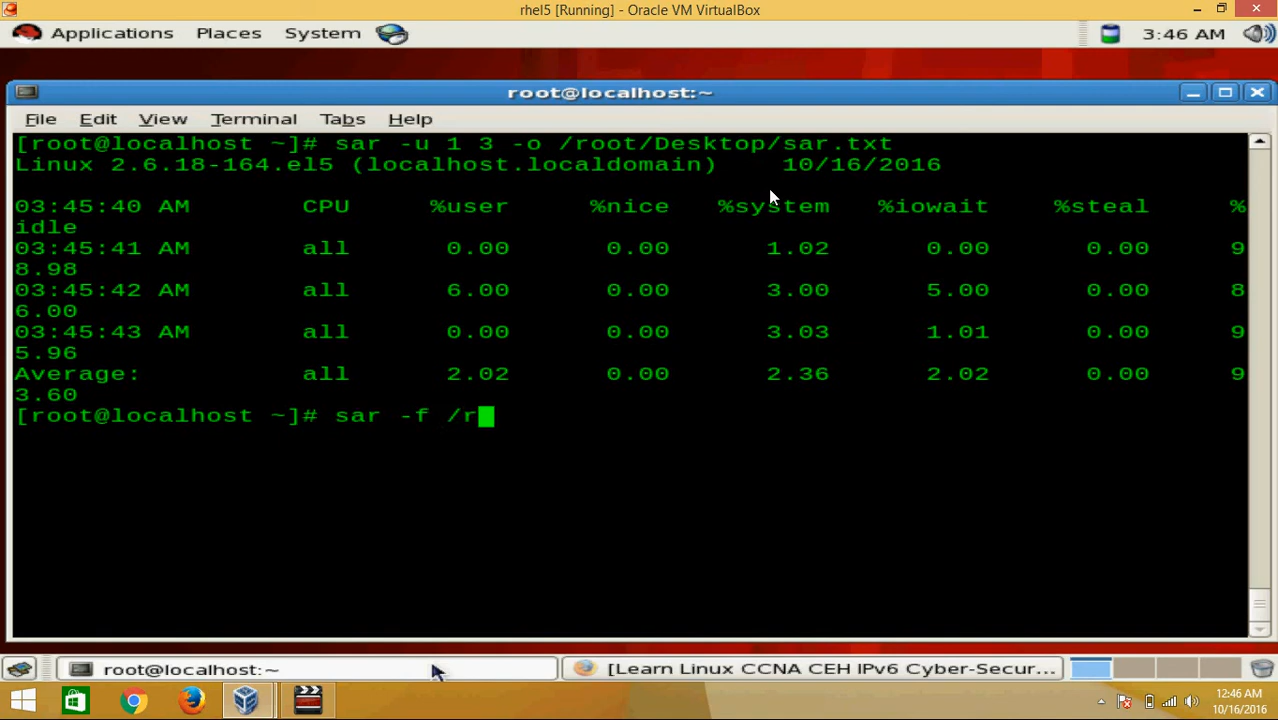 rhel5 [Running] - Oracle VM VirtualBox
Applications Places System 3:46 AM
root@localhost:~
File Edit View Terminal Tabs Help
[root@localhost ~]# sar -u 1 3 -o /root/Desktop/sar.txt
Linux 2.6.18-164.el5 (localhost.localdomain) 10/16/2016
03:45:40 AM CPU %user %nice %system %iowait %steal %
idle
03:45:41 AM all 0.00 0.00 1.02 0.00 0.00 9
8.98
03:45:42 AM all 6.00 0.00 3.00 5.00 0.00 8
6.00
03:45:43 AM all 0.00 0.00 3.03 1.01 0.00 9
5.96
Average: all 2.02 0.00 2.36 2.02 0.00 9
3.60
[root@localhost ~]# sar -f /r
root@localhost:~ [Learn Linux CCNA CEH IPv6 Cyber-Secur...
12:46 AM
10/16/2016